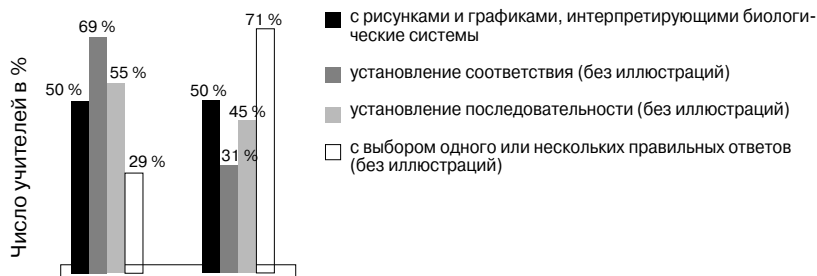 Число учителей в %
50 %
69 %
55 %
29 %
50 %
31 %
45 %
71 %
с рисунками и графиками, интерпретирующими биологи-
ческие системы
установление соответствия (без иллюстраций)
установление последовательности (без иллюстраций)
с выбором одного или нескольких правильных ответов
(без иллюстраций)